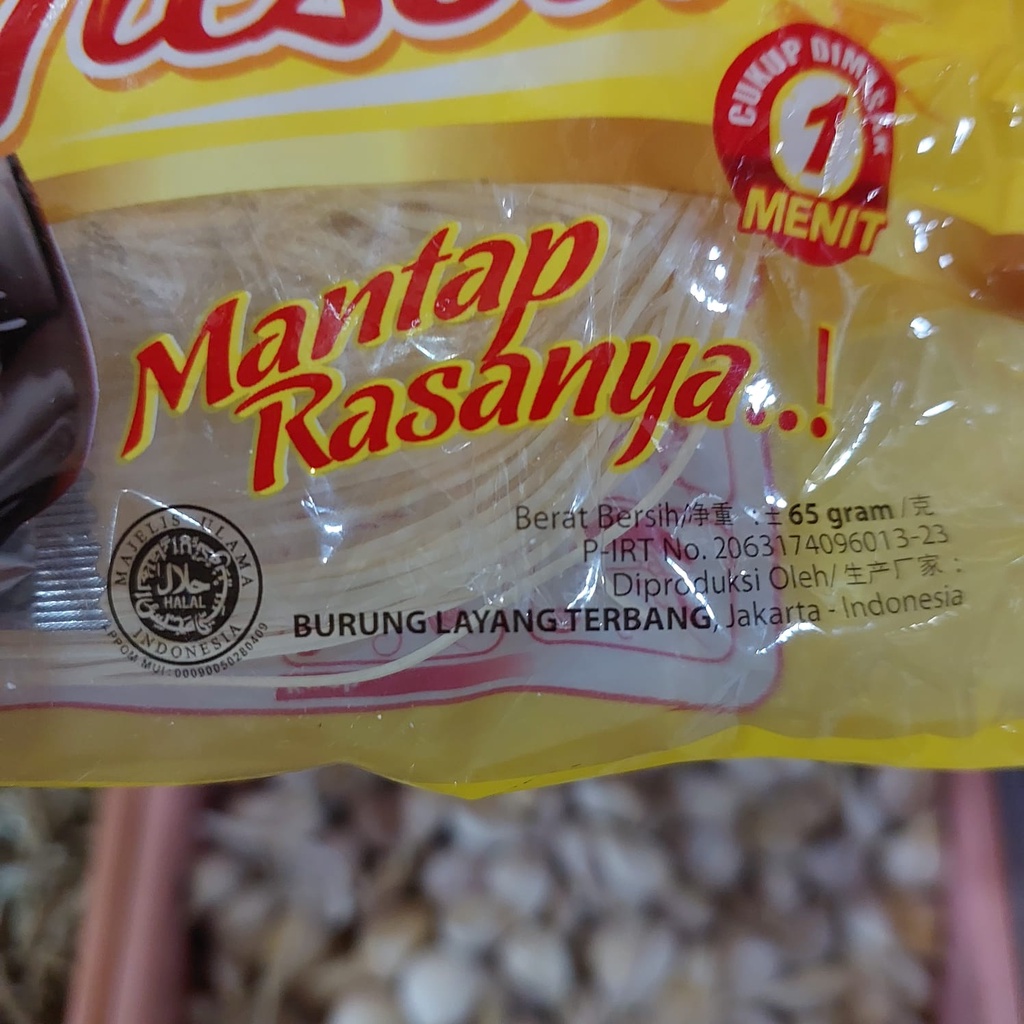 CUKUP DIMASAK
1
MENIT
Mantap
Rasanya..!
MAJELIS ULAMA
حلال
HALAL
INDONESIA
LPPOM MUI : 00090050280409
Berat Bersih/净重 : ± 65 gram /克
P-IRT No. 2063174096013-23
Diproduksi Oleh/ 生产厂家 :
BURUNG LAYANG TERBANG, Jakarta - Indonesia